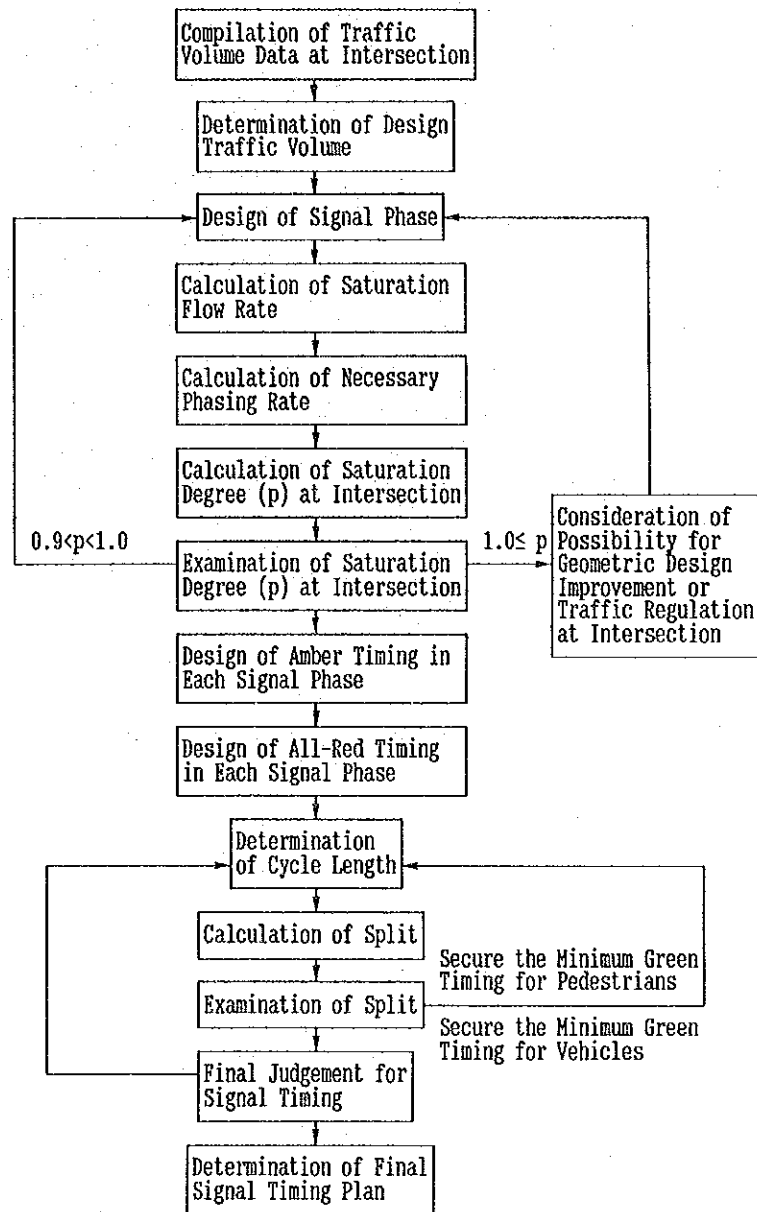 Compilation of Traffic
Volume Data at Intersection
Determination of Design
Traffic Volume
Design of Signal Phase
Calculation of Saturation
Flow Rate
Calculation of Necessary
Phasing Rate
Calculation of Saturation
Degree (p) at Intersection
0.9<p<1.0
Examination of Saturation
Degree (p) at Intersection
1.0≤ p
Consideration of
Possibility for
Geometric Design
Improvement or
Traffic Regulation
at Intersection
Design of Amber Timing in
Each Signal Phase
Design of All-Red Timing
in Each Signal Phase
Determination
of Cycle Length
Calculation of Split
Secure the Minimum Green
Timing for Pedestrians
Examination of Split
Secure the Minimum Green
Timing for Vehicles
Final Judgement for
Signal Timing
Determination of Final
Signal Timing Plan